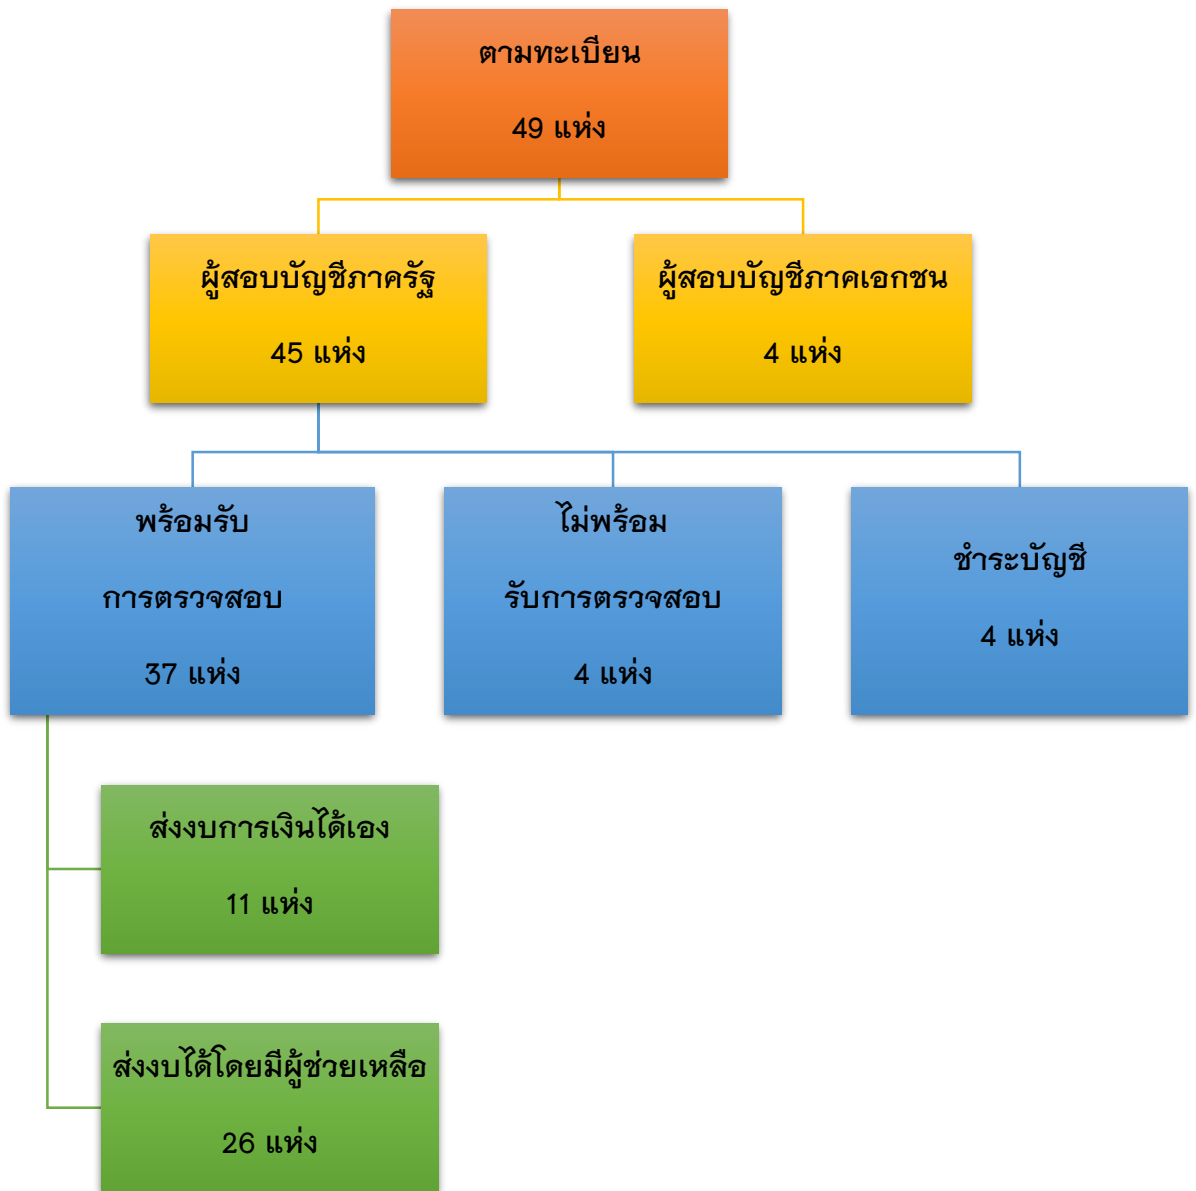 ตามทะเบียน
49 แห่ง
ผู้สอบบัญชีภาครัฐ
45 แห่ง
ผู้สอบบัญชีภาคเอกชน
4 แห่ง
พร้อมรับ
การตรวจสอบ
37 แห่ง
ไม่พร้อม
รับการตรวจสอบ
4 แห่ง
ชำระบัญชี
4 แห่ง
ส่งงบการเงินได้เอง
11 แห่ง
ส่งงบได้โดยมีผู้ช่วยเหลือ
26 แห่ง